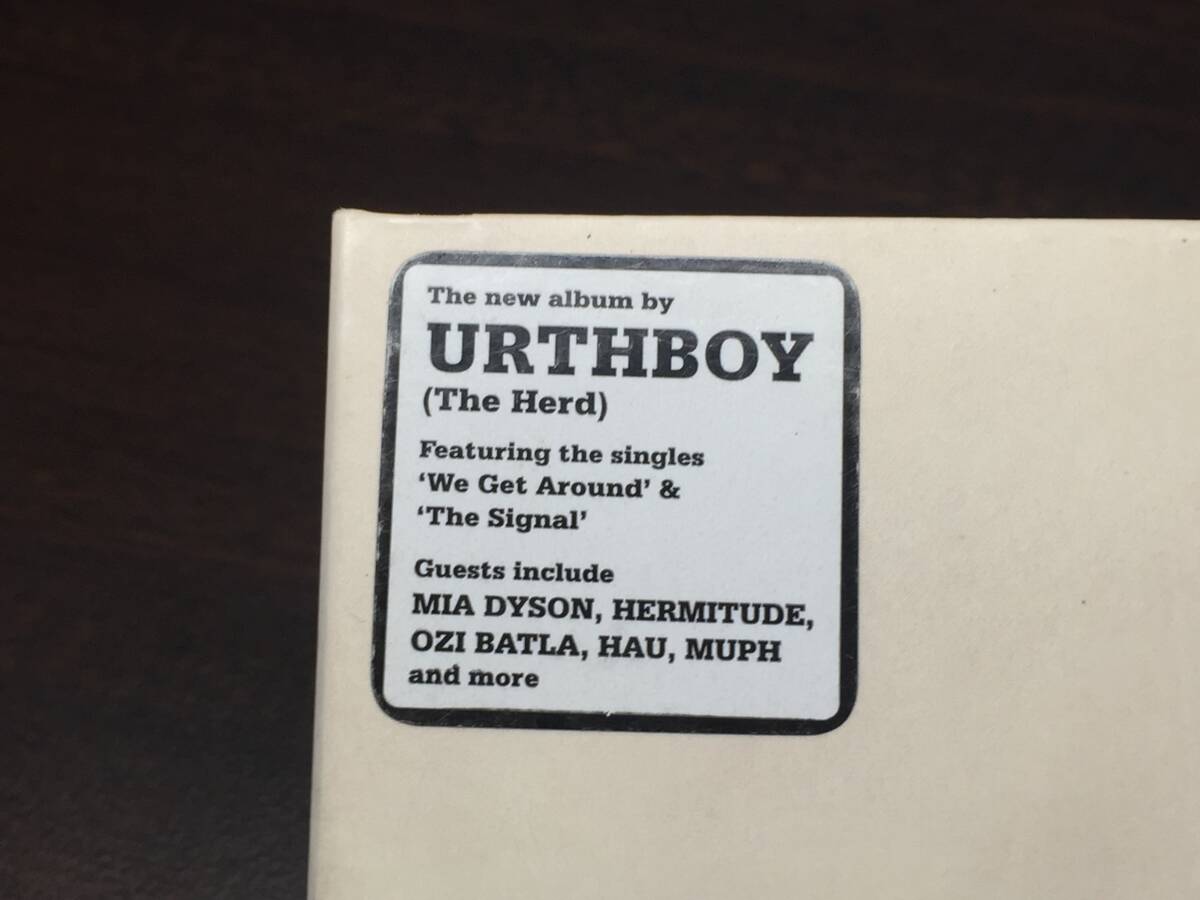 The new album by
URTHBOY
(The Herd)
Featuring the singles
‘We Get Around’ &
‘The Signal’
Guests include
MIA DYSON, HERMITUDE,
OZI BATLA, HAU, MUPH
and more